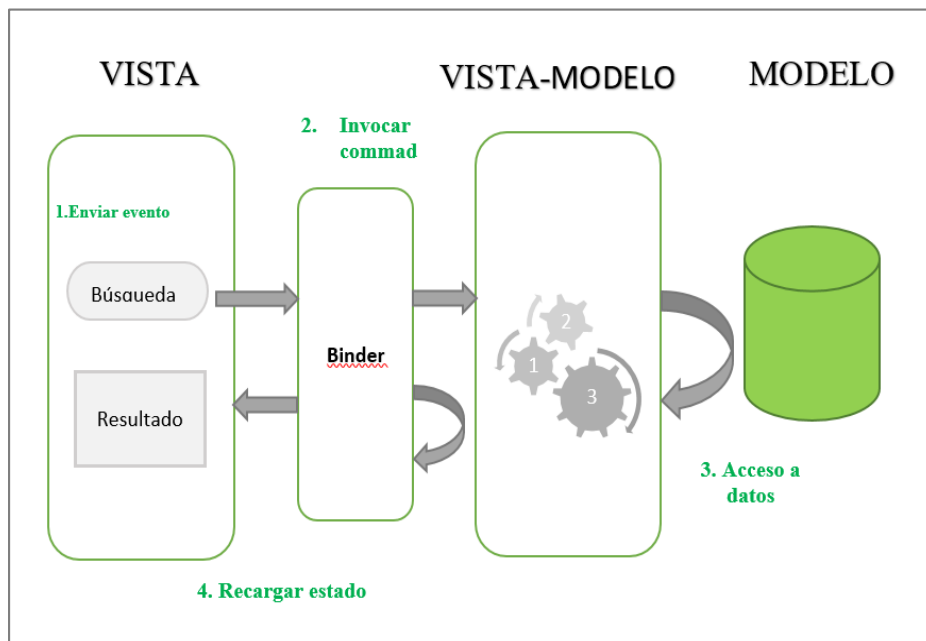 VISTA
VISTA-MODELO
MODELO
2. Invocar
commad
1.Enviar evento
Búsqueda
Binder
Resultado
2
1
3
3. Acceso a
datos
4. Recargar estado